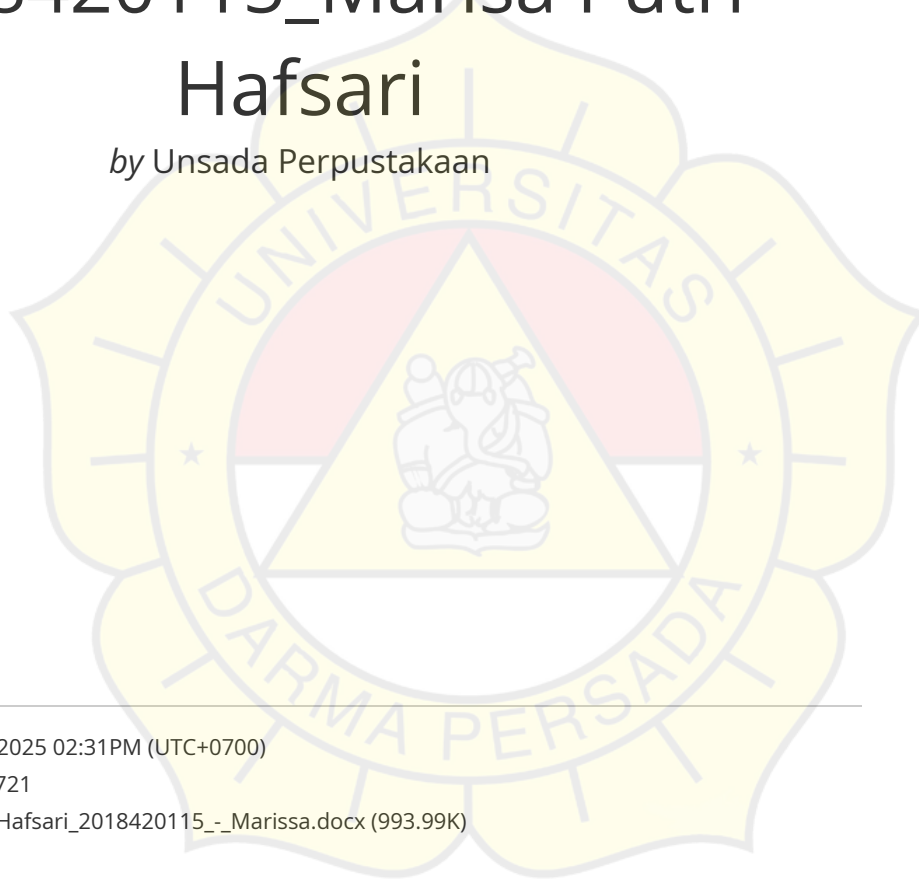 Hafsari
by Unsada Perpustakaan
UNIVERSITAS
DARMA PERSADA
2025 02:31PM (UTC+0700)
721
Hafsari_2018420115_-_Marissa.docx (993.99K)